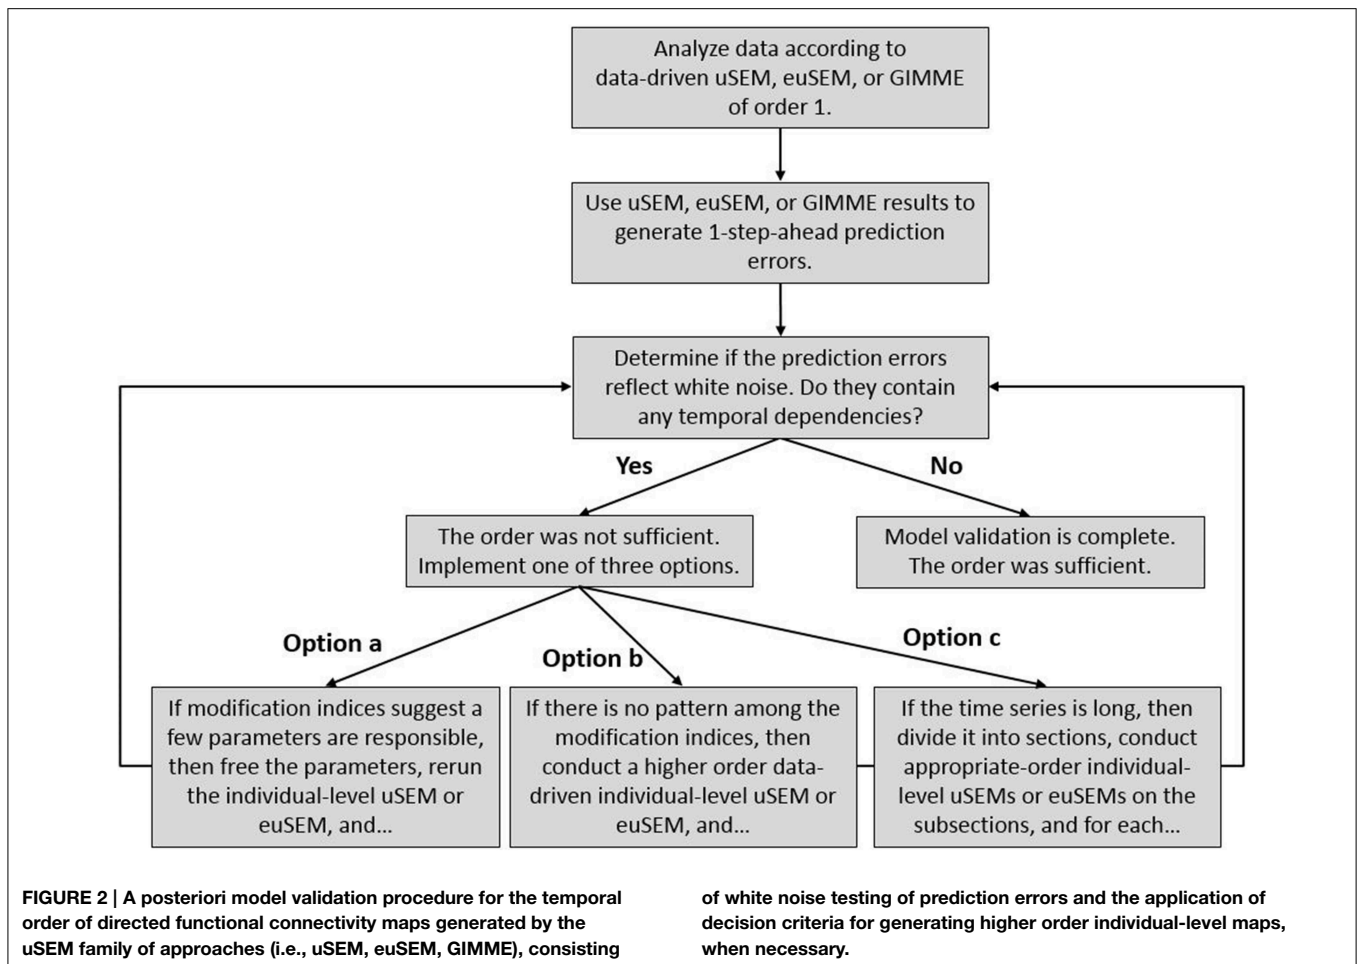 Analyze data according to
data-driven uSEM, euSEM, or GIMME
of order 1.
Use uSEM, euSEM, or GIMME results to
generate 1-step-ahead prediction
errors.
Determine if the prediction errors
reflect white noise. Do they contain
any temporal dependencies?
Yes
No
The order was not sufficient.
Implement one of three options.
Model validation is complete.
The order was sufficient.
Option a
Option b
Option c
If modification indices suggest a
few parameters are responsible,
then free the parameters, rerun
the individual-level uSEM or
euSEM, and...
If there is no pattern among the
modification indices, then
conduct a higher order data-
driven individual-level uSEM or
euSEM, and...
If the time series is long, then
divide it into sections, conduct
appropriate-order individual-
level uSEMs or euSEMs on the
subsections, and for each...
FIGURE 2 | A posteriori model validation procedure for the temporal
order of directed functional connectivity maps generated by the
uSEM family of approaches (i.e., uSEM, euSEM, GIMME), consisting
of white noise testing of prediction errors and the application of
decision criteria for generating higher order individual-level maps,
when necessary.